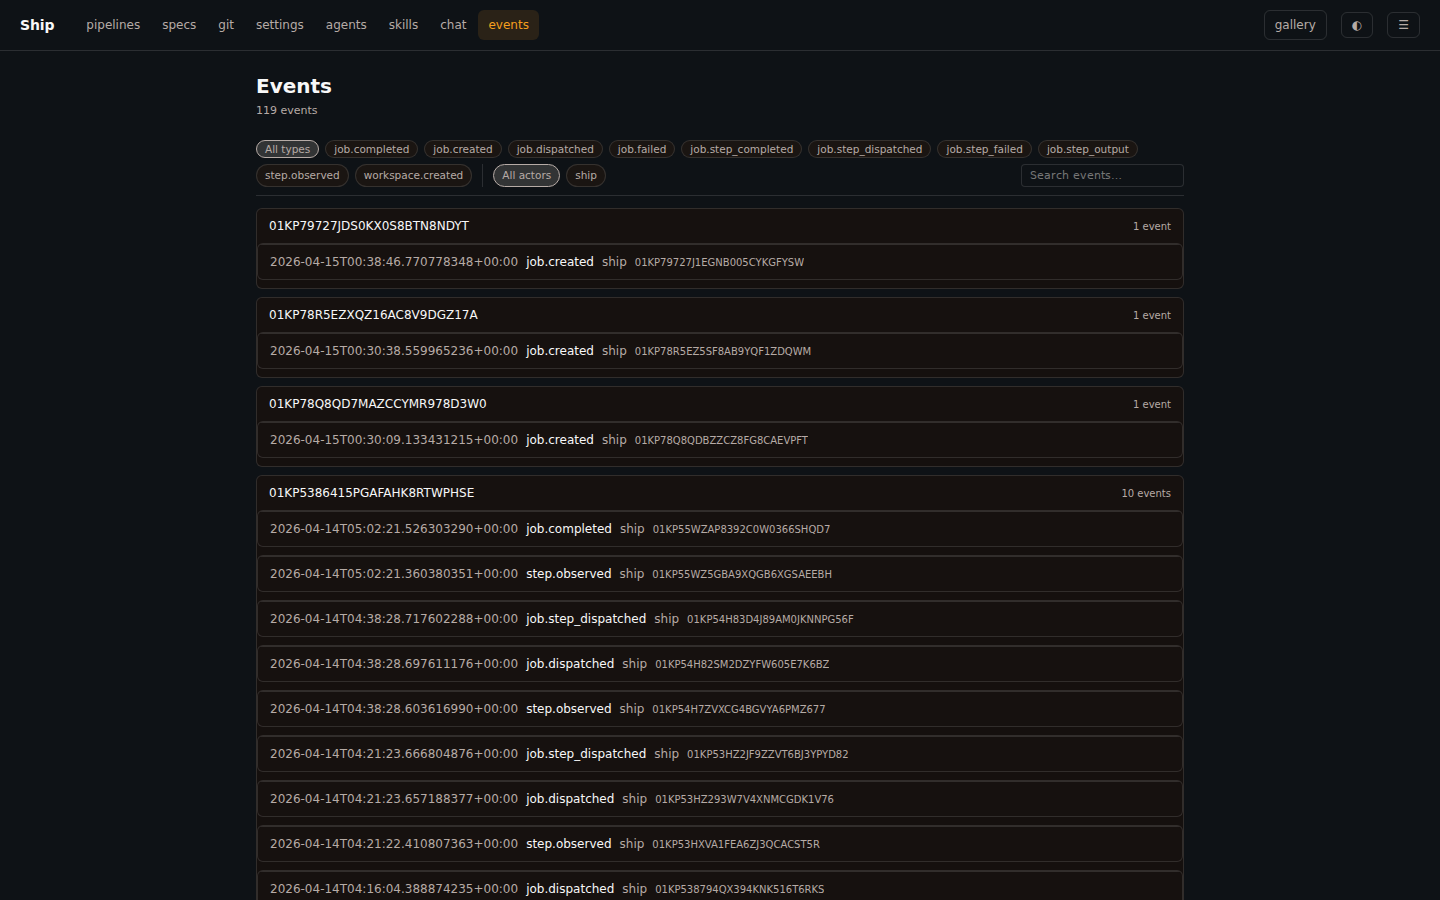 Ship pipelines specs git settings agents skills chat events gallery ◐ ☰
Events
119 events
All types job.completed job.created job.dispatched job.failed job.step_completed job.step_dispatched job.step_failed job.step_output
step.observed workspace.created All actors ship Search events...
01KP79727JDS0KX0S8BTN8NDYT 1 event
2026-04-15T00:38:46.770778348+00:00 job.created ship 01KP79727J1EGNB005CYKGFYSW
01KP78R5EZXQZ16AC8V9DGZ17A 1 event
2026-04-15T00:30:38.559965236+00:00 job.created ship 01KP78R5EZ5SF8AB9YQF1ZDQWM
01KP78Q8QD7MAZCCYMR978D3W0 1 event
2026-04-15T00:30:09.133431215+00:00 job.created ship 01KP78Q8QDBZZCZ8FG8CAEVPFT
01KP5386415PGAFAHK8RTWPHSE 10 events
2026-04-14T05:02:21.526303290+00:00 job.completed ship 01KP55WZAP8392C0W0366SHQD7
2026-04-14T05:02:21.360380351+00:00 step.observed ship 01KP55WZ5GBA9XQGB6XGSAEEBH
2026-04-14T04:38:28.717602288+00:00 job.step_dispatched ship 01KP54H83D4J89AM0JKNNPG56F
2026-04-14T04:38:28.697611176+00:00 job.dispatched ship 01KP54H82SM2DZYFW605E7K6BZ
2026-04-14T04:38:28.603616990+00:00 step.observed ship 01KP54H7ZVXCG4BGVYA6PMZ677
2026-04-14T04:21:23.666804876+00:00 job.step_dispatched ship 01KP53HZ2JF9ZZVT6BJ3YPYD82
2026-04-14T04:21:23.657188377+00:00 job.dispatched ship 01KP53HZ293W7V4XNMCGDK1V76
2026-04-14T04:21:22.410807363+00:00 step.observed ship 01KP53HXVA1FEA6ZJ3QCACST5R
2026-04-14T04:16:04.388874235+00:00 job.dispatched ship 01KP538794QX394KNK516T6RKS